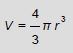 V = 4/3 π r³